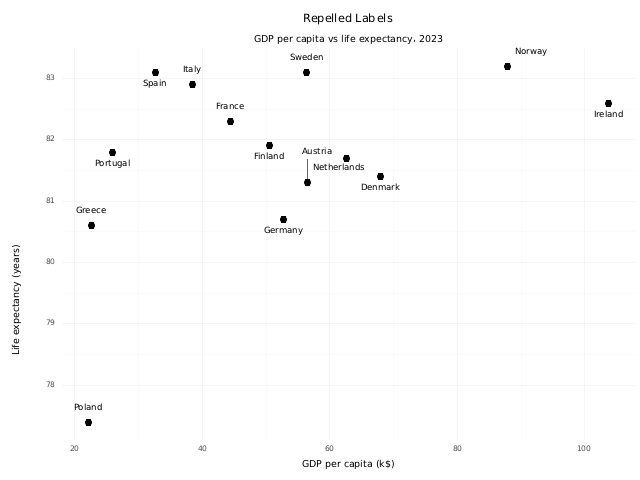 Repelled Labels
GDP per capita vs life expectancy, 2023
Norway
Sweden
Italy
83
Spain
France
Ireland
82
Austria
Finland
Portugal
Netherlands
Denmark
81
Greece
Germany
Life expectancy (years)
80
79
78
Poland
20 40 60 80 100
GDP per capita (k$)